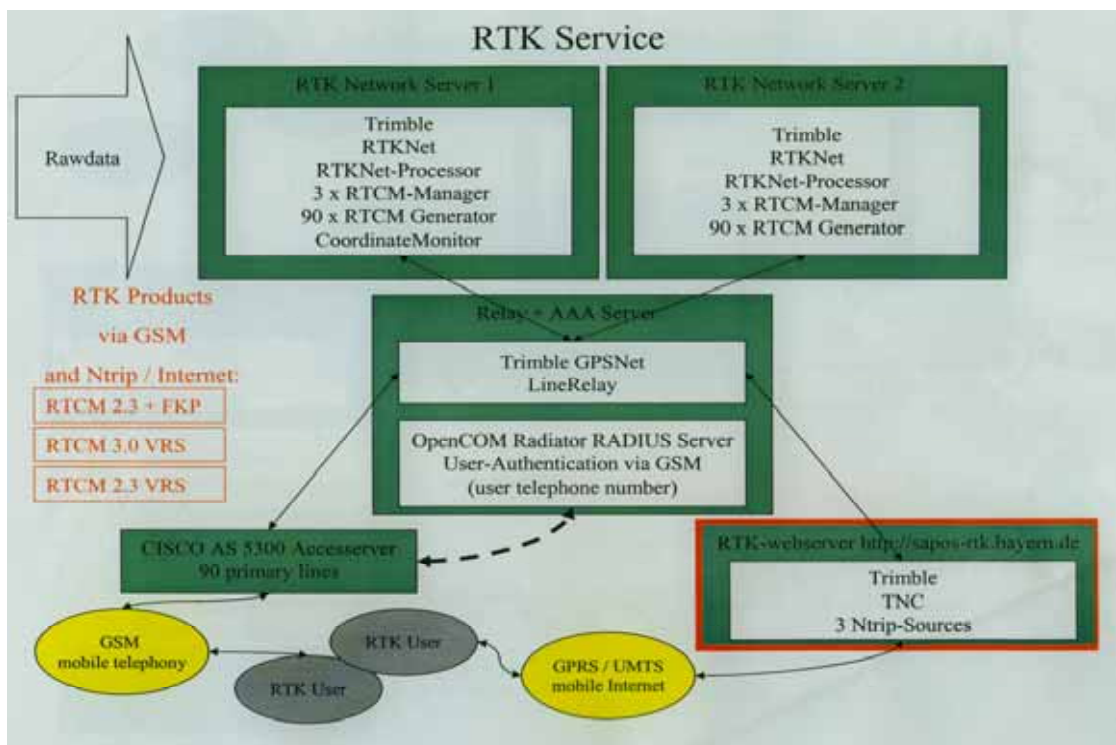 RTK Service
RTK Network Server 1
Trimble
RTKNet
RTKNet-Processor
3 x RTCM-Manager
90 x RTCM Generator
CoordinateMonitor
RTK Network Server 2
Trimble
RTKNet
RTKNet-Processor
3 x RTCM-Manager
90 x RTCM Generator
Rawdata
RTK Products
via GSM
and Ntrip / Internet:
RTCM 2.3 + FKP
RTCM 3.0 VRS
RTCM 2.3 VRS
Relay + AAA Server
Trimble GPSNet
LineRelay
OpenCOM Radiator RADIUS Server
User-Authentication via GSM
(user telephone number)
CISCO AS 5300 Accesserver
90 primary lines
RTK-webserver http://sapos-rtk.bayern.de
Trimble
TNC
3 Ntrip-Sources
GSM
mobile telephony
RTK User
RTK User
GPRS / UMTS
mobile Internet